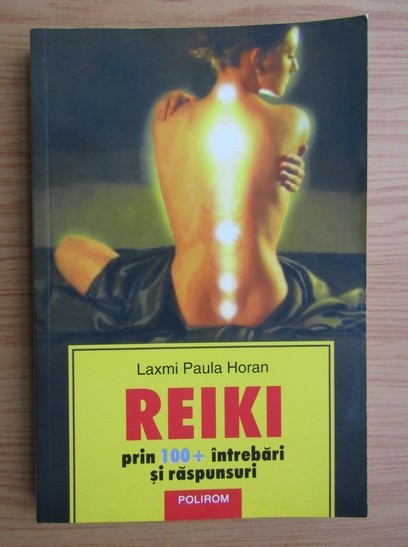 Laxmi Paula Horan
REIKI
prin 100+ întrebări
și răspunsuri
POLIROM